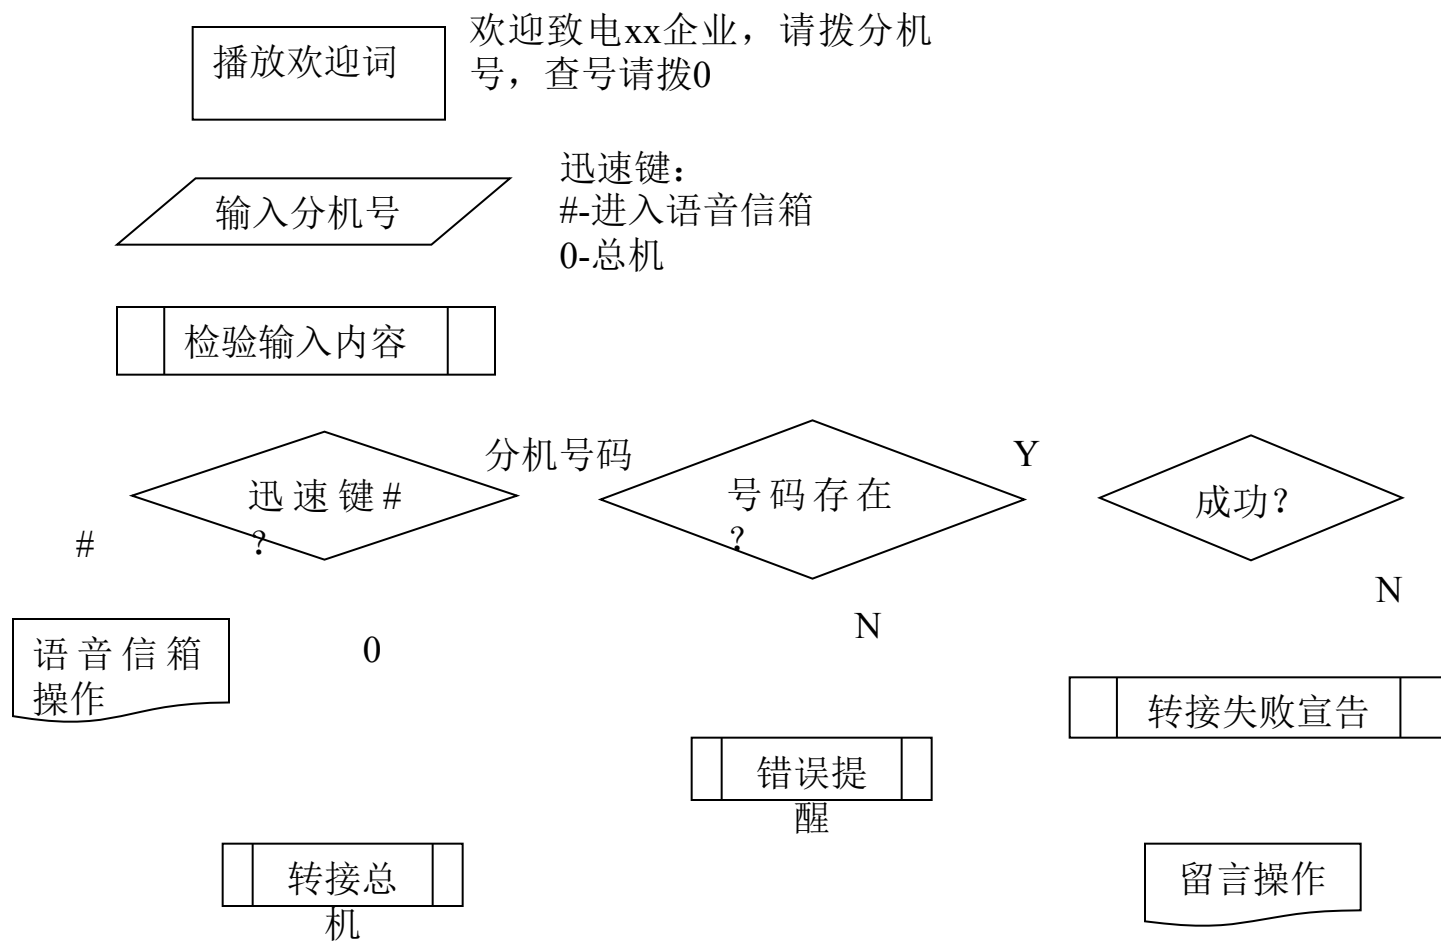 播放欢迎词
欢迎致电xx企业，请拨分机
号，查号请拨0
输入分机号
迅速键：
#-进入语音信箱
0-总机
检验输入内容
迅速键#
？
分机号码
号码存在
？
Y
成功？
#
N
N
0
语音信箱
操作
转接失败宣告
错误提
醒
转接总
机
留言操作